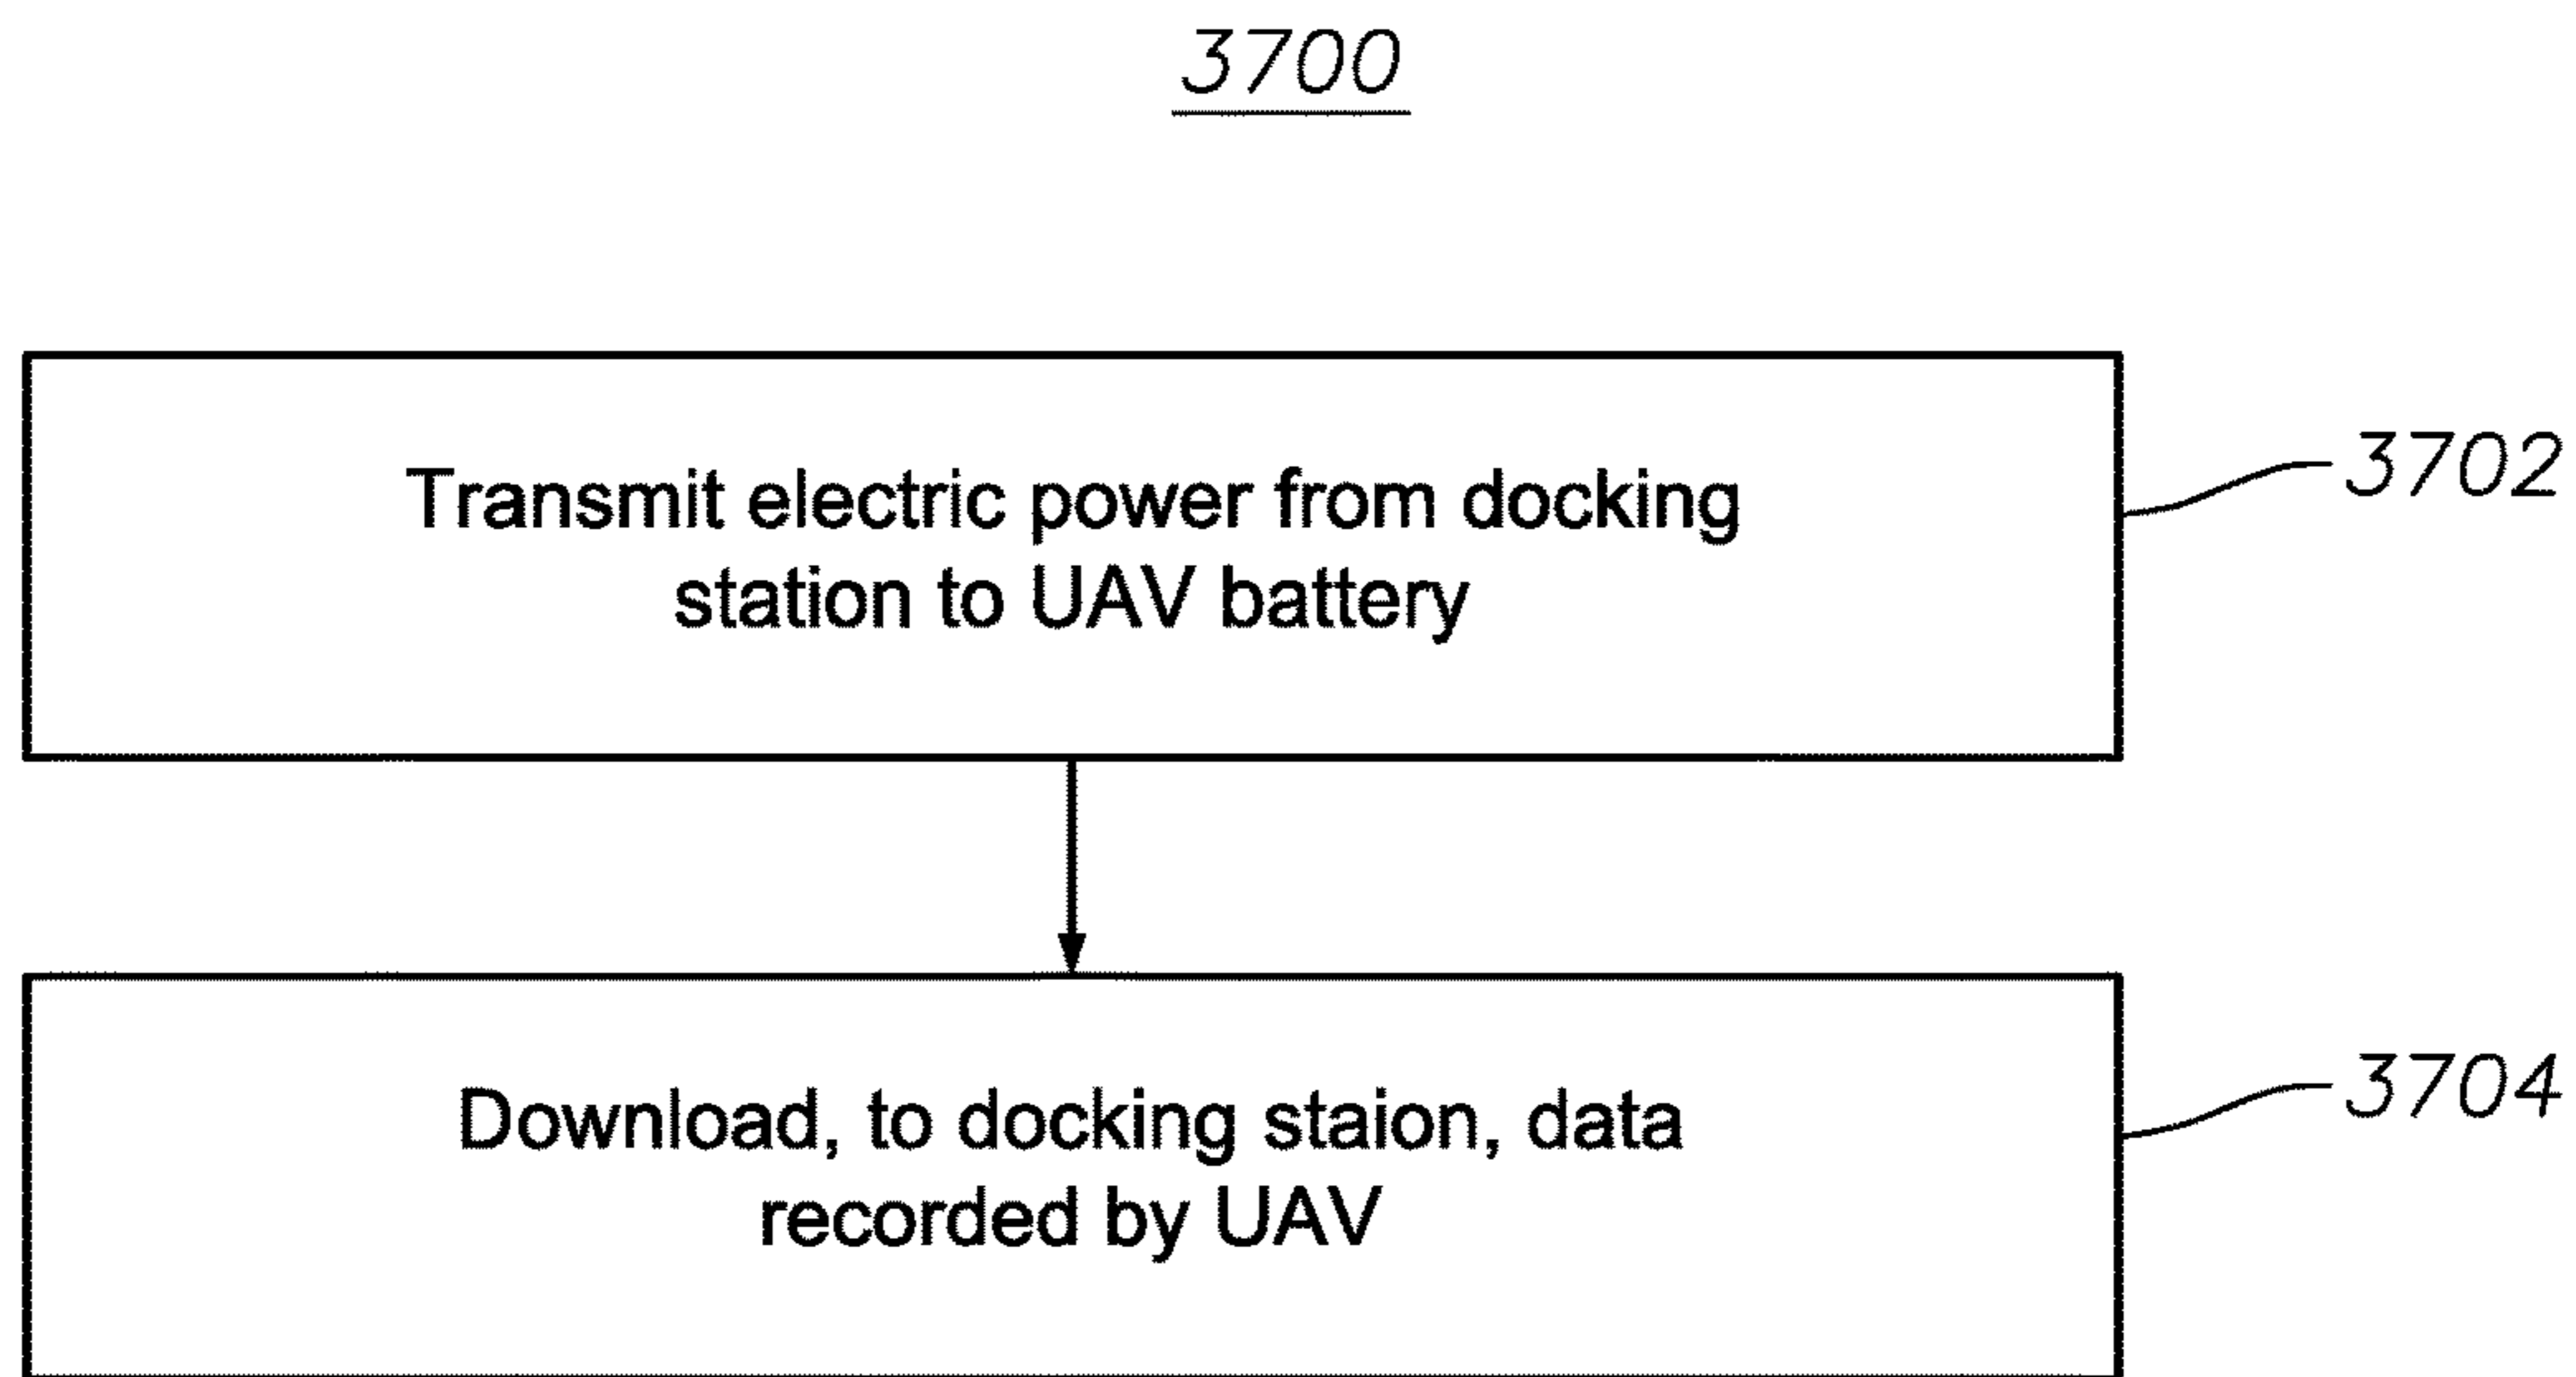 3700
Transmit electric power from docking
station to UAV battery
3702
Download, to docking staion, data
recorded by UAV
3704